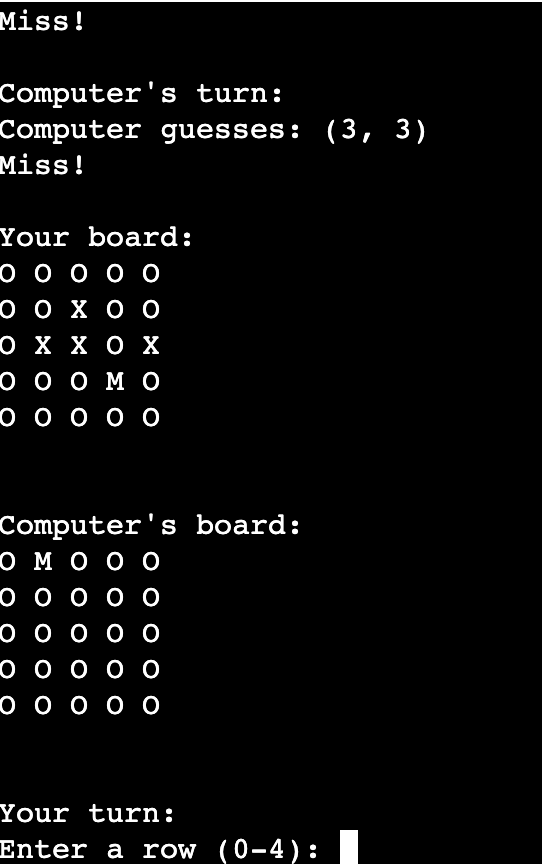 Miss!
Computer's turn:
Computer guesses: (3, 3)
Miss!
Your board:
O O O O O
O O X O O
O X X O X
O O O M O
O O O O O
Computer's board:
O M O O O
O O O O O
O O O O O
O O O O O
O O O O O
Your turn:
Enter a row (0-4):